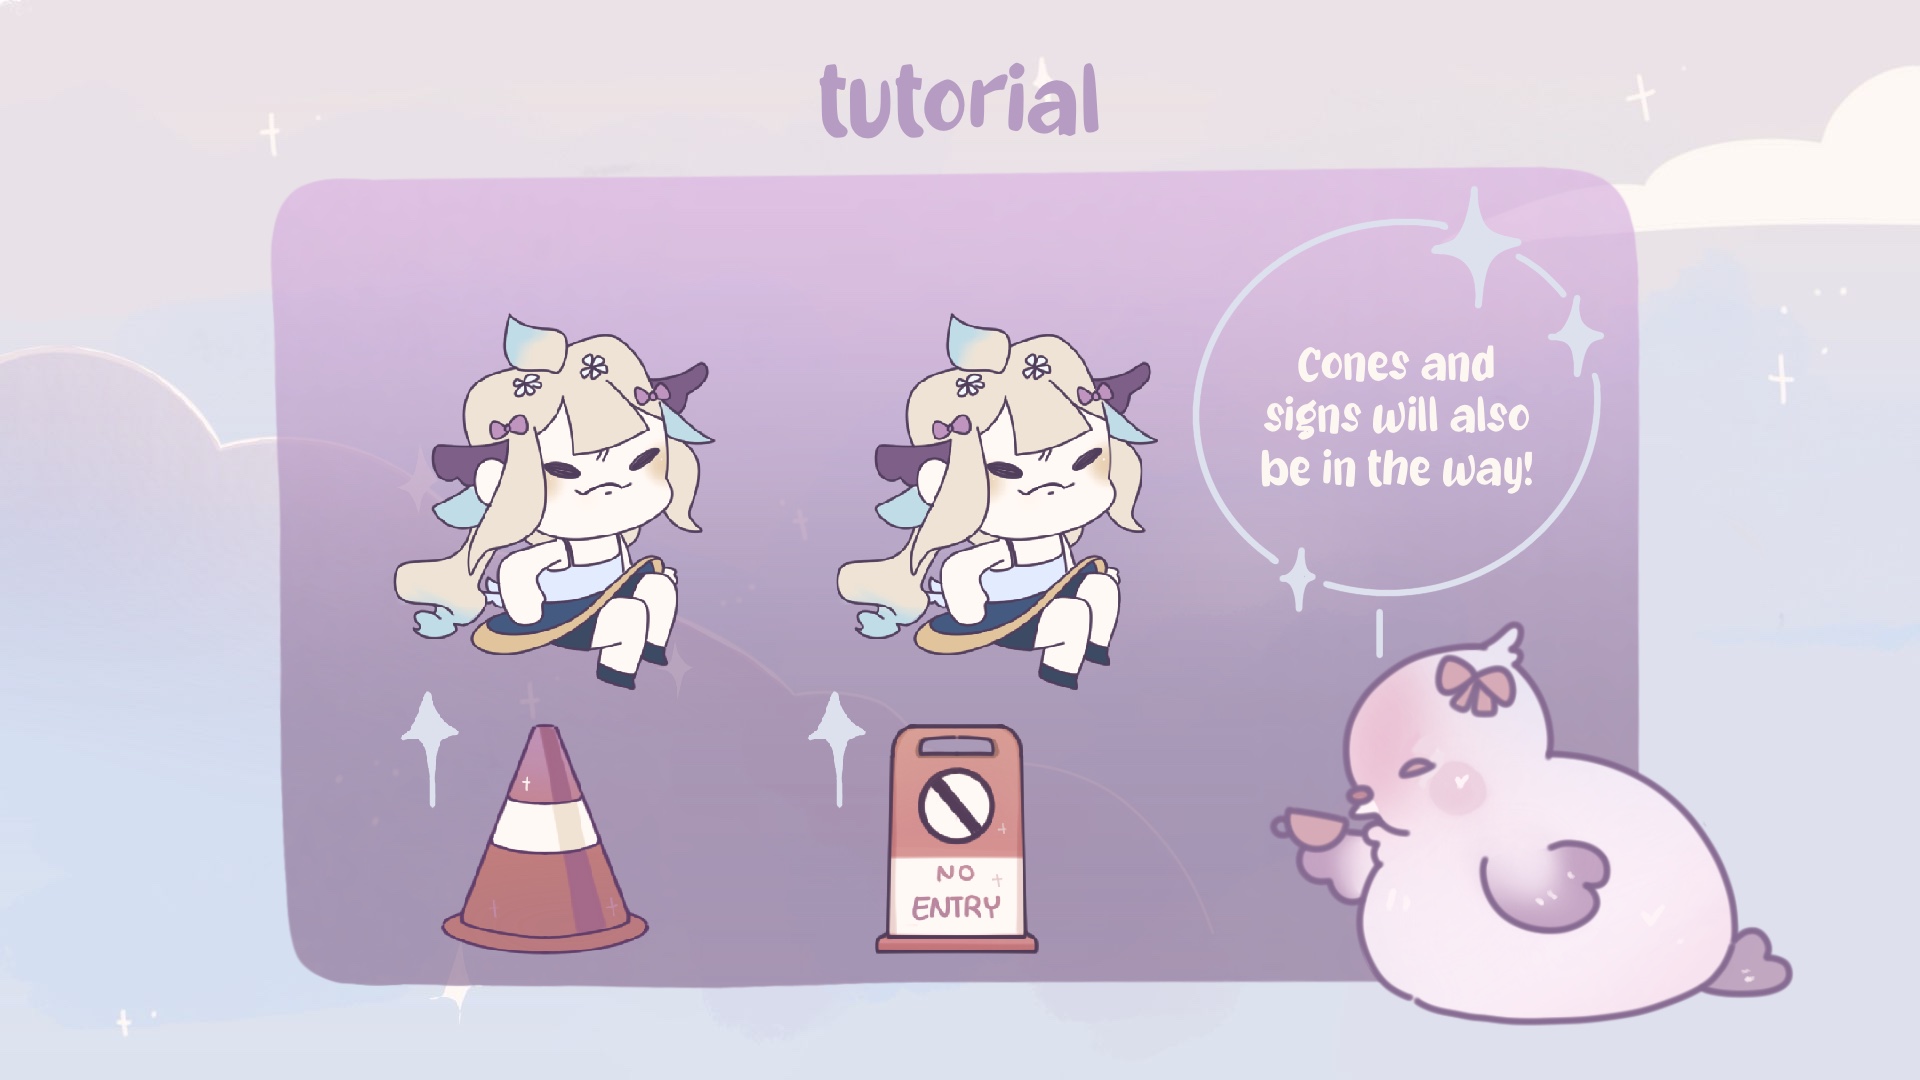 tutorial
Cones and
signs will also
be in the way!
NO
ENTRY